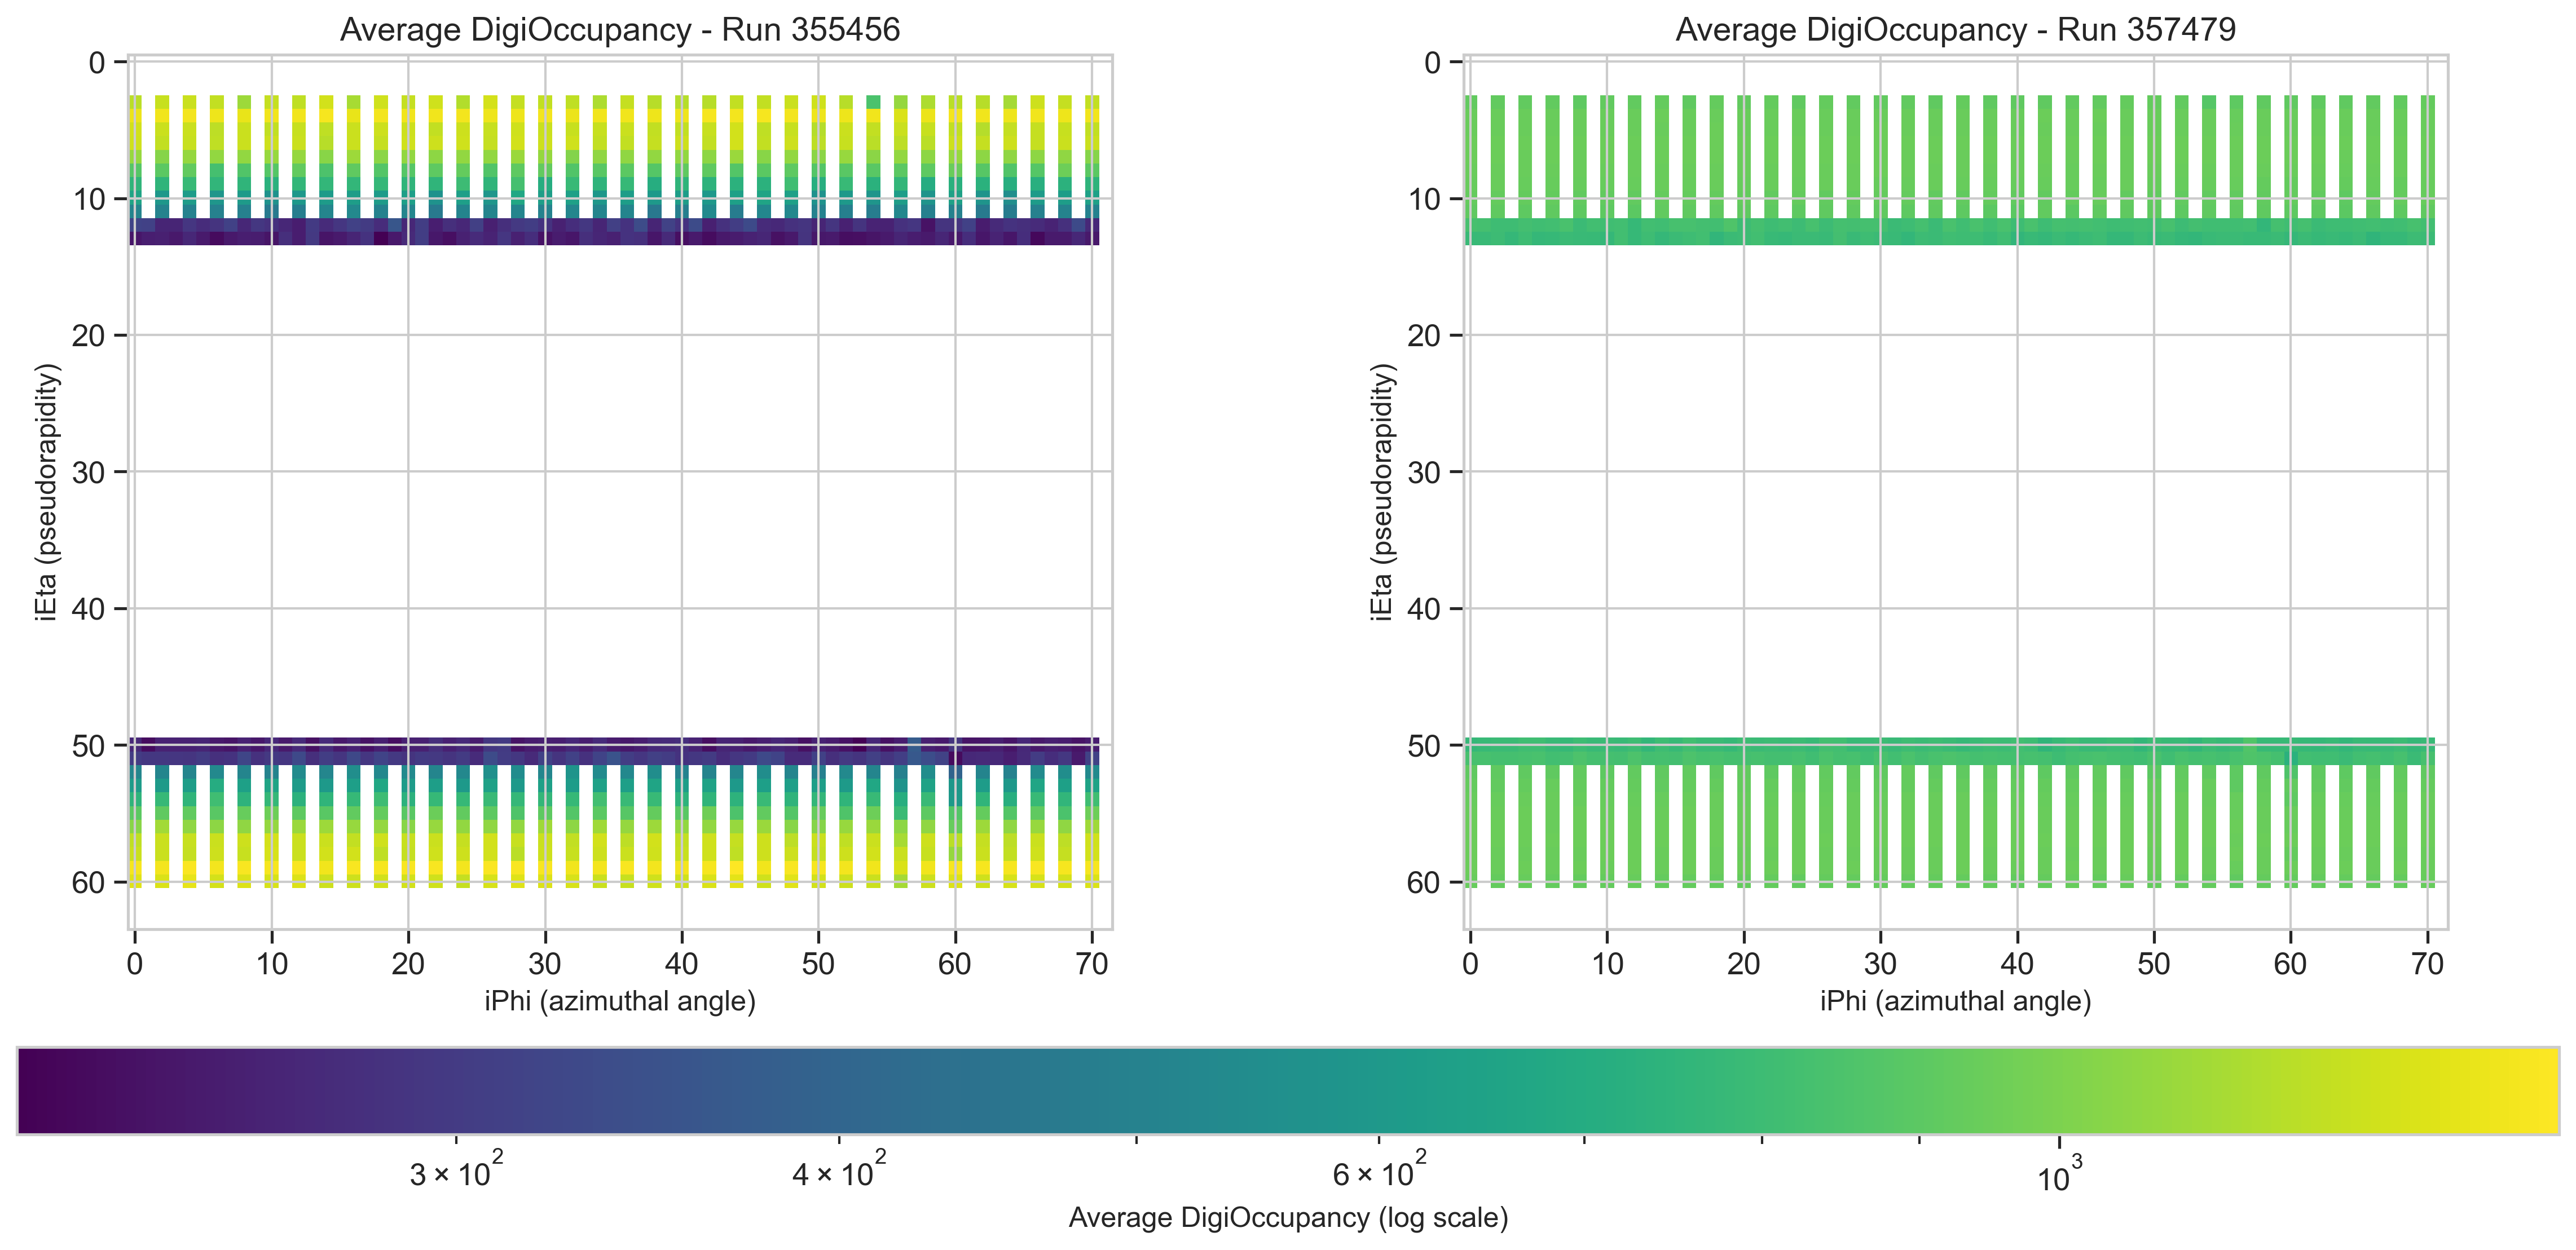 Average DigiOccupancy - Run 355456
0
10
20
30
40
50
60
iEta (pseudorapidity)
0 10 20 30 40 50 60 70
iPhi (azimuthal angle)
Average DigiOccupancy - Run 357479
0
10
20
30
40
50
60
iEta (pseudorapidity)
0 10 20 30 40 50 60 70
iPhi (azimuthal angle)
3 × 10² 4 × 10² 6 × 10² 10³
Average DigiOccupancy (log scale)